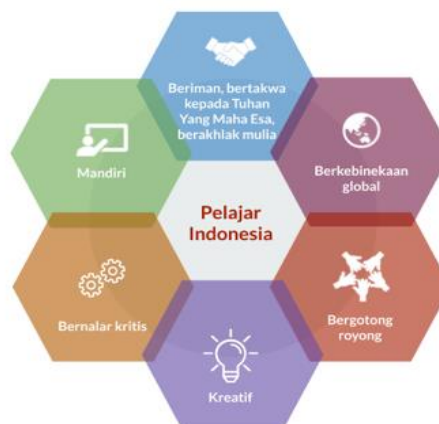 Beriman, bertakwa
kepada Tuhan
Yang Maha Esa,
berakhlak mulia
Mandiri
Berkebinekaan
global
Pelajar
Indonesia
Bernalar kritis
Bergotong
royong
Kreatif